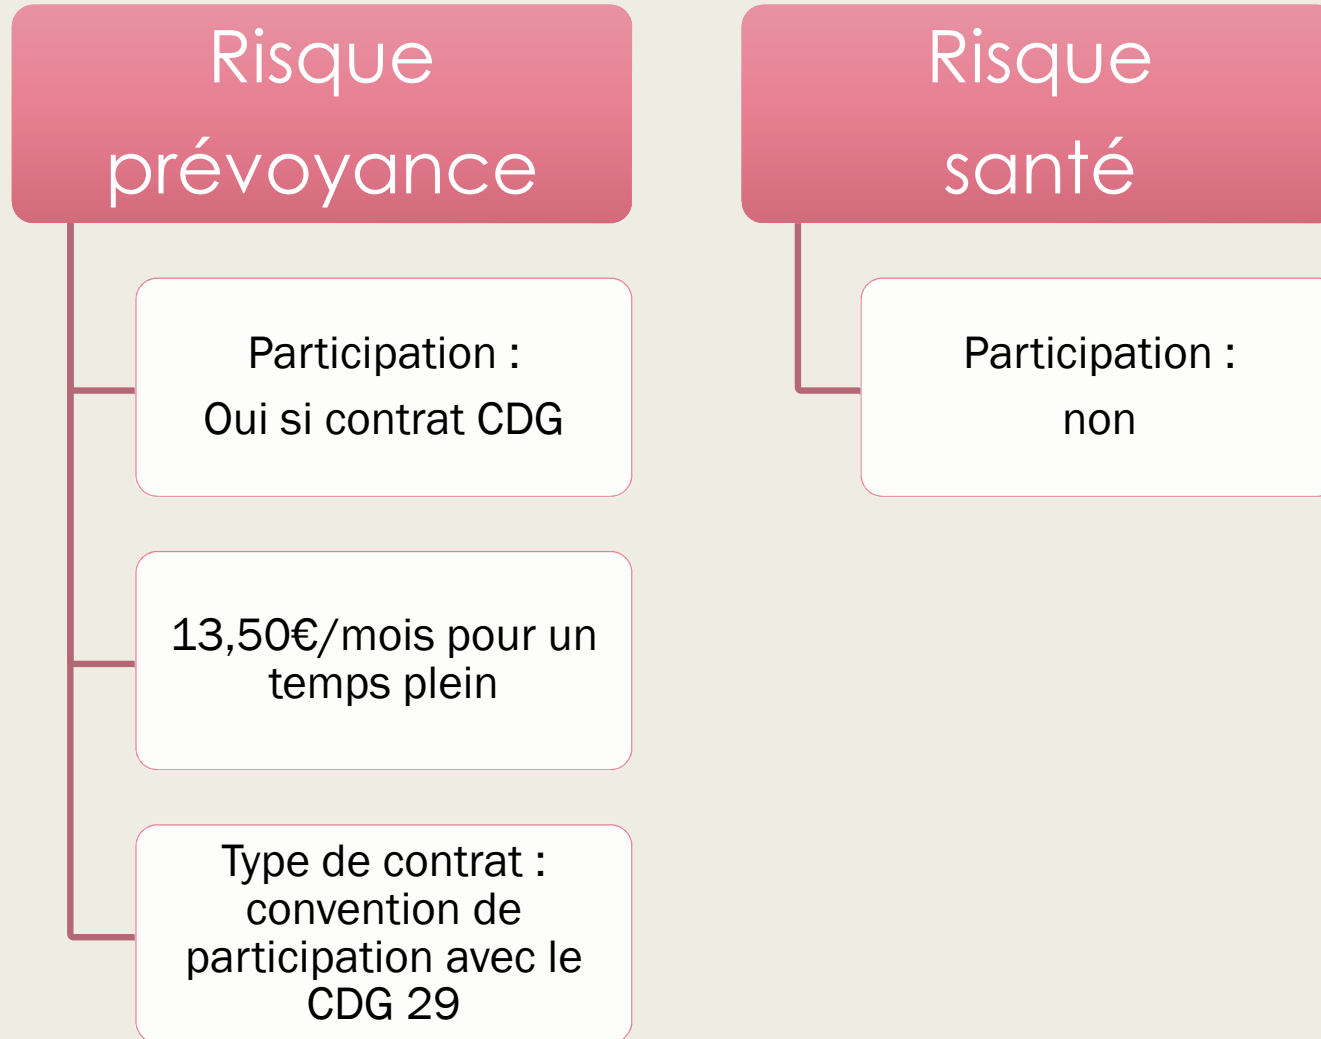 Risque
prévoyance
Participation :
Oui si contrat CDG
13,50€/mois pour un
temps plein
Type de contrat :
convention de
participation avec le
CDG 29
Risque
santé
Participation :
non